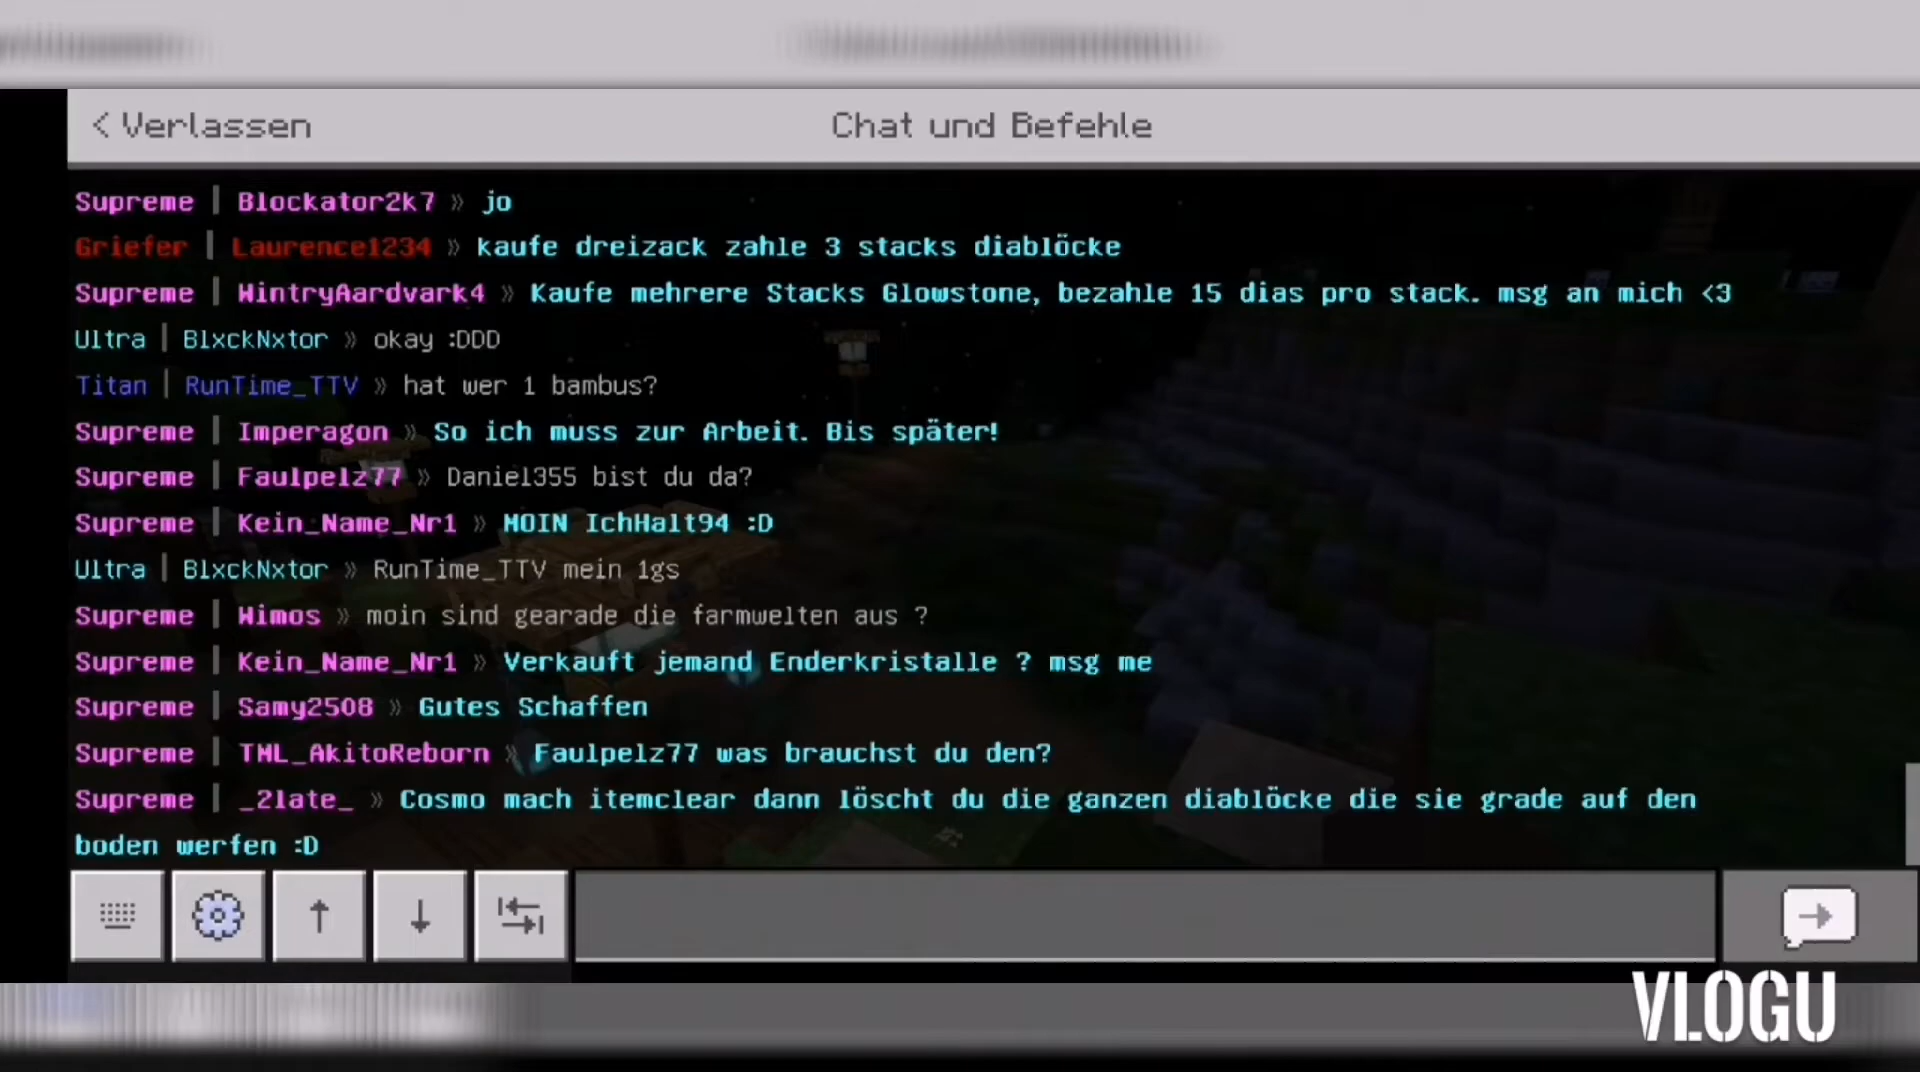 < Verlassen
Chat und Befehle
Supreme | Blockator2k7 » jo
Griefer | Laurence1234 » kaufe dreizack zahle 3 stacks diablöcke
Supreme | WintryAardvark4 » Kaufe mehrere Stacks Glowstone, bezahle 15 dias pro stack. msg an mich <3
Ultra | BlxckNxtor » okay :DDD
Titan | RunTime_TTV » hat wer 1 bambus?
Supreme | Imperagon » So ich muss zur Arbeit. Bis später!
Supreme | Faulpelz77 » Daniel355 bist du da?
Supreme | Kein_Name_Nr1 » MOIN IchHalt94 :D
Ultra | BlxckNxtor » RunTime_TTV mein 1gs
Supreme | Wimos » moin sind gearade die farmwelten aus ?
Supreme | Kein_Name_Nr1 » Verkauft jemand Enderkristalle ? msg me
Supreme | Samy2508 » Gutes Schaffen
Supreme | TML_AkitoReborn » Faulpelz77 was brauchst du den?
Supreme | _2late_ » Cosmo mach itemclear dann löscht du die ganzen diablöcke die sie grade auf den
boden werfen :D
VLOGU